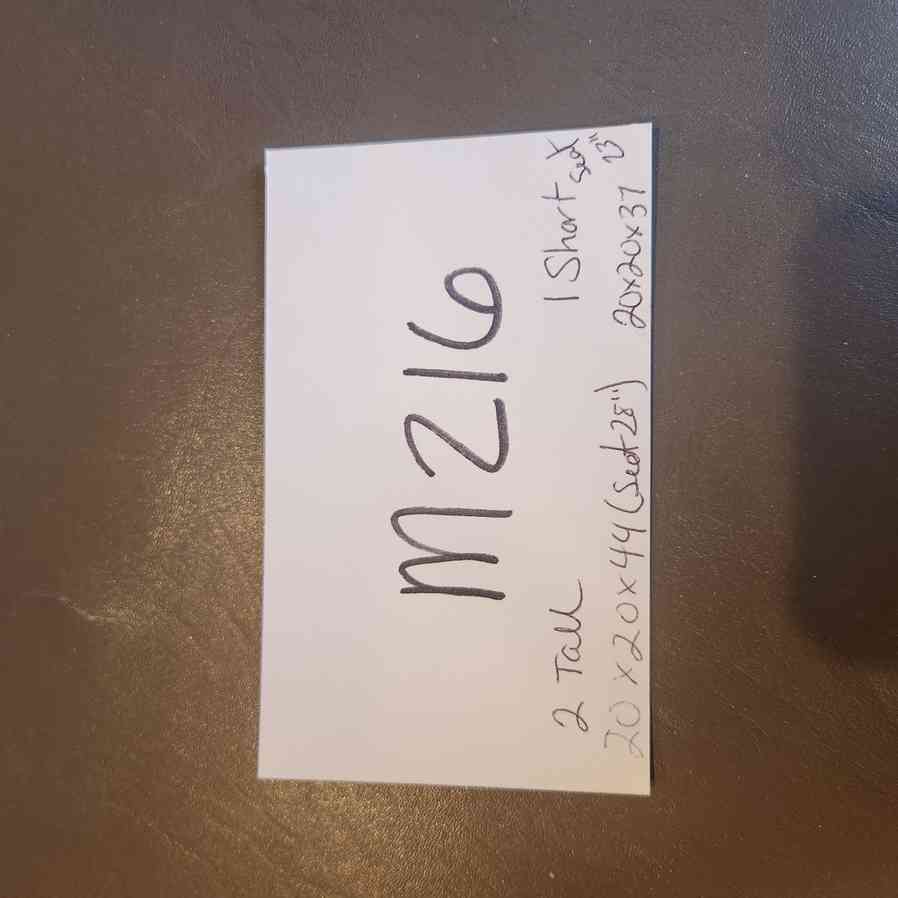 M216
2 Tall
20 x 20 x 44 (Seat 28")
1 Short
20x20x37
seat
23"